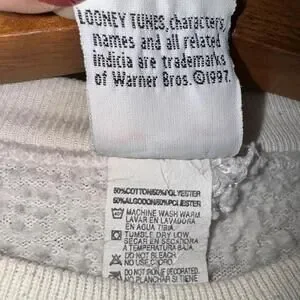 LOONEY TUNES, characters,
names and all related
indicia are trademarks
of Warner Bros. ©1997.
50%COTTON/50%POLYESTER
50%ALGODON/50%POLIESTER
MACHINE WASH WARM
LAVAR EN LAVADORA
EN AGUA TIBIA.
TUMBLE DRY LOW.
SECAR EN SECADORA
A TEMPERATURA BAJA.
DO NOT BLEACH.
NO USE CLORO.
DO NOT IRON IF DECORATED.
NO PLANCHAR SI TIENE